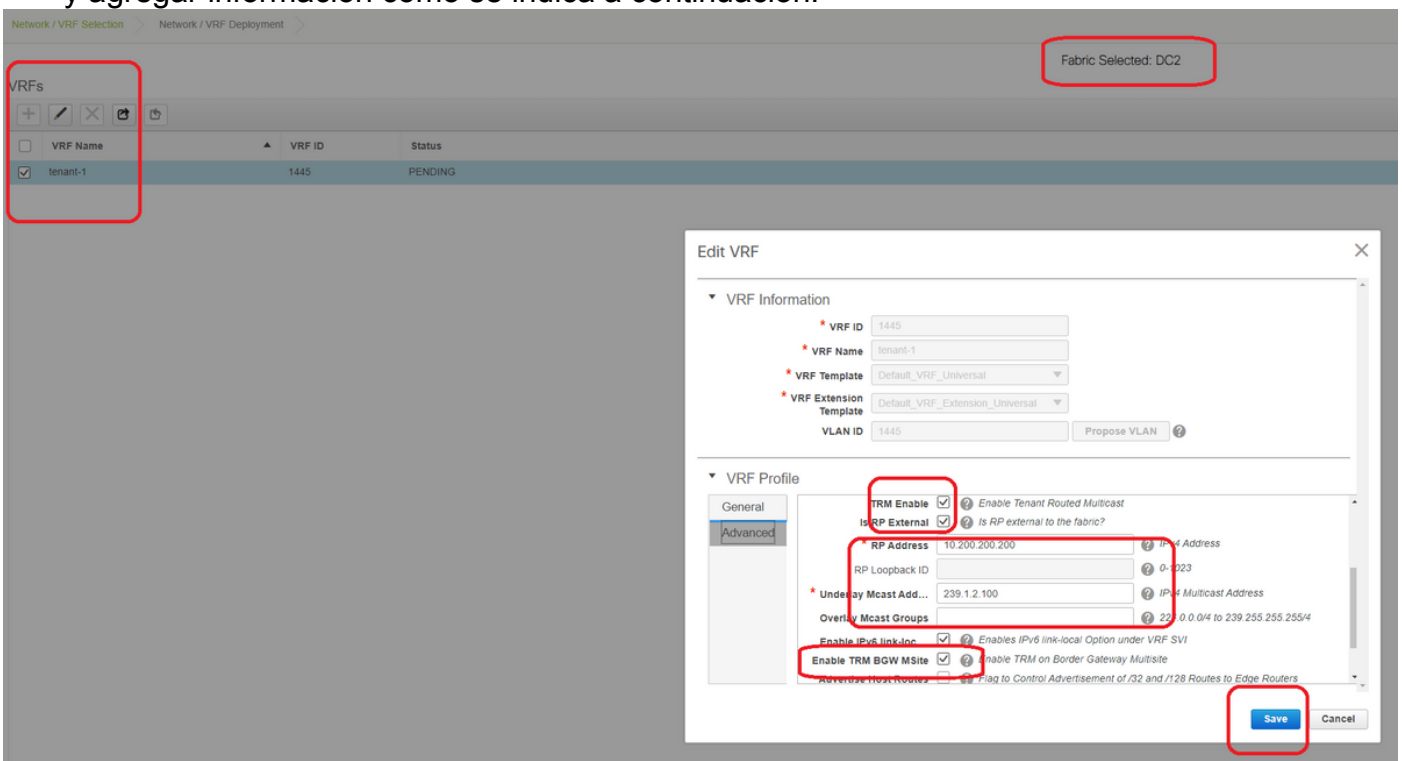 y agregar información como se indica a continuación.
Network / VRF Selection Network / VRF Deployment
Fabric Selected: DC2
VRFs
VRF Name VRF ID Status
tenant-1 1445 PENDING
Edit VRF
VRF Information
* VRF ID 1445
* VRF Name tenant-1
* VRF Template Default_VRF_Universal
* VRF Extension Template Default_VRF_Extension_Universal
VLAN ID 1445 Propose VLAN
VRF Profile
General
Advanced
TRM Enable Enable Tenant Routed Multicast
Is RP External Is RP external to the fabric?
* RP Address 10.200.200.200 IPv4 Address
RP Loopback ID 0-1023
* Underlay Mcast Add... 239.1.2.100 IPv4 Multicast Address
Overlay Mcast Groups 224.0.0.0/4 to 239.255.255.255/4
Enable IPv6 link-loc... Enables IPv6 link-local Option under VRF SVI
Enable TRM BGW MSite Enable TRM on Border Gateway Multisite
Advertise Host Routes Flag to Control Advertisement of /32 and /128 Routes to Edge Routers
Save Cancel